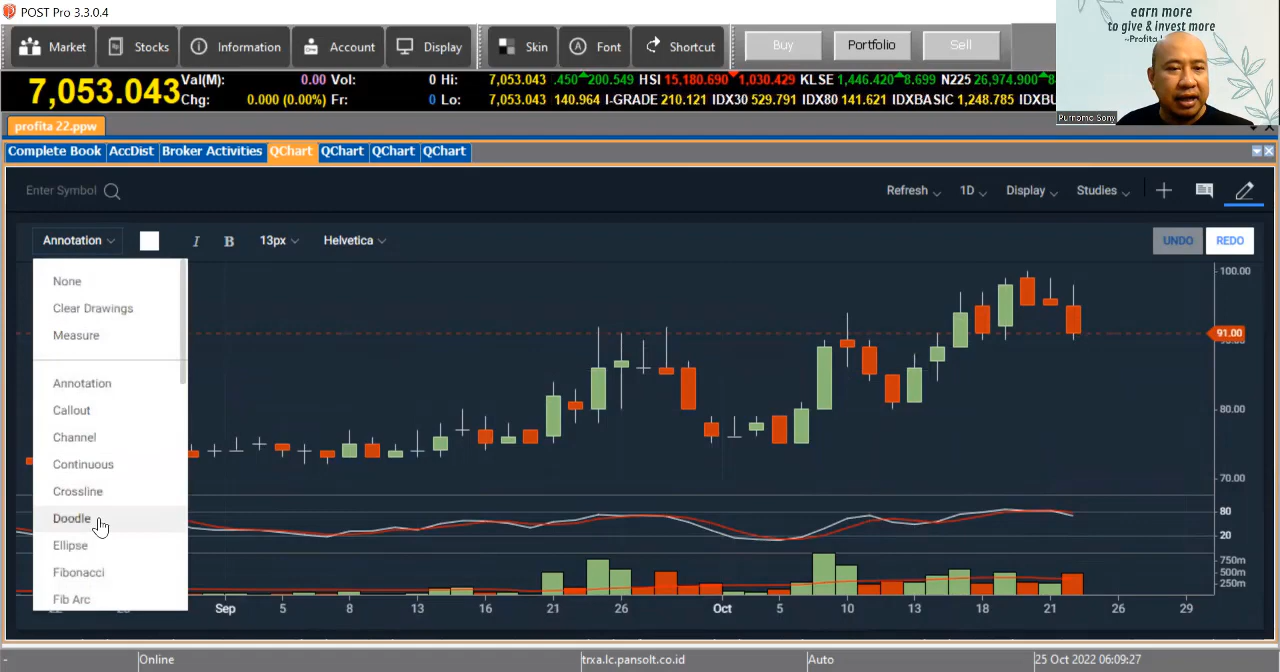 POST Pro 3.3.0.4
earn more
to give & invest more
~Profita
Purnomo Sony
Market Stocks Information Account Display Skin Font Shortcut Buy Portfolio Sell
7,053.043 Val(M): 0.00 Vol: 0 Hi: 7,053.043 .450 200.549 HSI 15,180.690 1,030.429 KLSE 1,446.420 8.699 N225 26,974.900
Chg: 0.000 (0.00%) Fr: 0 Lo: 7,053.043 140.964 I-GRADE 210.121 IDX30 529.791 IDX80 141.621 IDXBASIC 1,248.785
profita 22.ppw
Complete Book AccDist Broker Activities QChart QChart QChart QChart
Enter Symbol Refresh 1D Display Studies
Annotation I B 13px Helvetica UNDO REDO
None
Clear Drawings
Measure
Annotation
Callout
Channel
Continuous
Crossline
Doodle
Ellipse
Fibonacci
Fib Arc
100.00
91.00
80.00
70.00
80
20
750m
500m
250m
Sep 5 8 13 16 21 26 Oct 5 10 13 18 21 26 29
- Online trxa.lc.pansolt.co.id Auto 25 Oct 2022 06:09:27